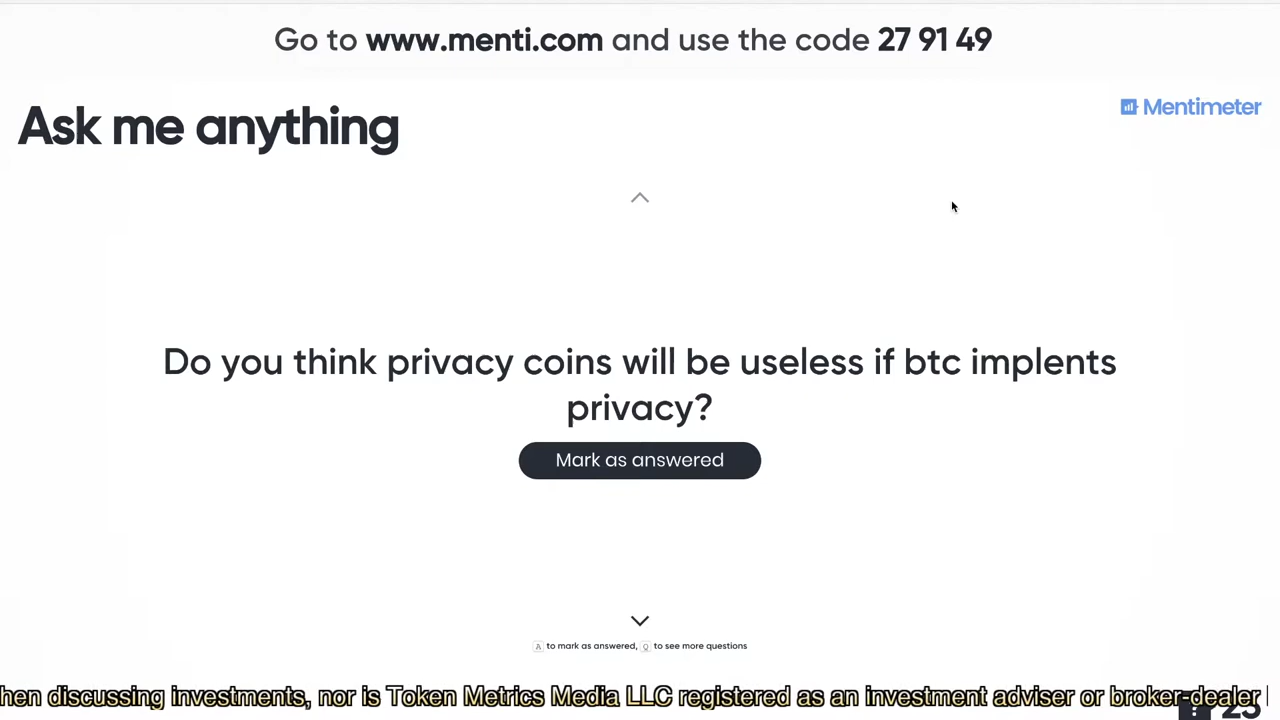 Go to www.menti.com and use the code 27 91 49
Ask me anything
Mentimeter
Do you think privacy coins will be useless if btc implents
privacy?
Mark as answered
A to mark as answered, Q to see more questions
hen discussing investments, nor is Token Metrics Media LLC registered as an investment adviser or broker-dealer